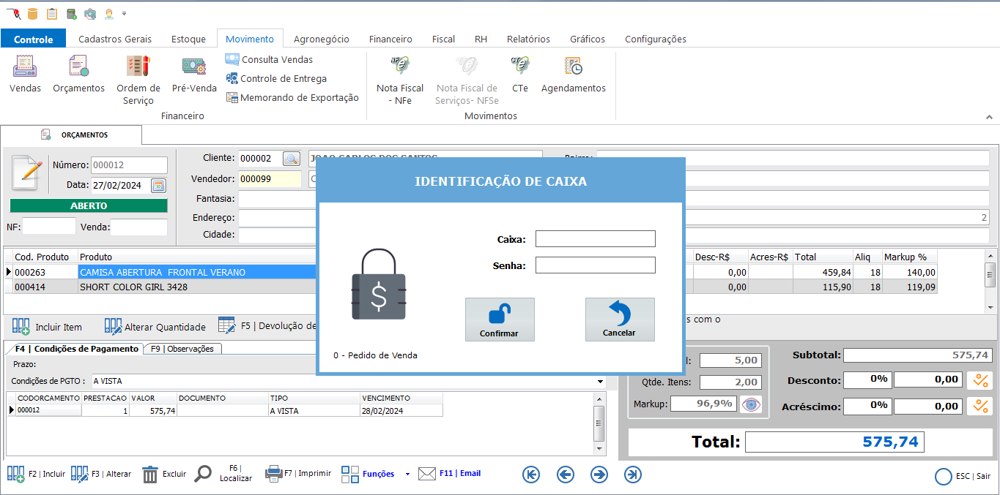 Controle
Cadastros Gerais
Estoque
Movimento
Agronegócio
Financeiro
Fiscal
RH
Relatórios
Gráficos
Configurações
Vendas
Orçamentos
Ordem de
Serviço
Pré-Venda
Consulta Vendas
Controle de Entrega
Memorando de Exportação
Financeiro
Nota Fiscal
- NFe
Nota Fiscal de
Serviços- NFSe
CTe
Agendamentos
Movimentos
ORÇAMENTOS
Número: 000012
Data: 27/02/2024
ABERTO
NF:
Venda:
Cliente: 000002
JOAO CARLOS DOS SANTOS
Bairro:
Vendedor: 000099
Fantasia:
Endereço:
2
Cidade:
IDENTIFICAÇÃO DE CAIXA
Caixa:
Senha:
Confirmar
Cancelar
0 - Pedido de Venda
Cod. Produto Produto Desc-R$ Acres-R$ Total Aliq Markup %
000263 CAMISA ABERTURA FRONTAL VERANO 0,00 459,84 18 140,00
000414 SHORT COLOR GIRL 3428 0,00 115,90 18 119,09
Incluir Item
Alterar Quantidade
F5 | Devolução de
s com o
F4 | Condições de Pagamento
F9 | Observações
Prazo:
Condições de PGTO : A VISTA
CODORCAMENTO PRESTACAO VALOR DOCUMENTO TIPO VENCIMENTO
000012 1 575,74 A VISTA 28/02/2024
l: 5,00
Qtde. Itens: 2,00
Markup: 96,9%
Subtotal: 575,74
Desconto: 0% 0,00
Acréscimo: 0% 0,00
Total: 575,74
F2 | Incluir
F3 | Alterar
Excluir
F6 |
Localizar
F7 | Imprimir
Funções
F11 | Email
ESC | Sair